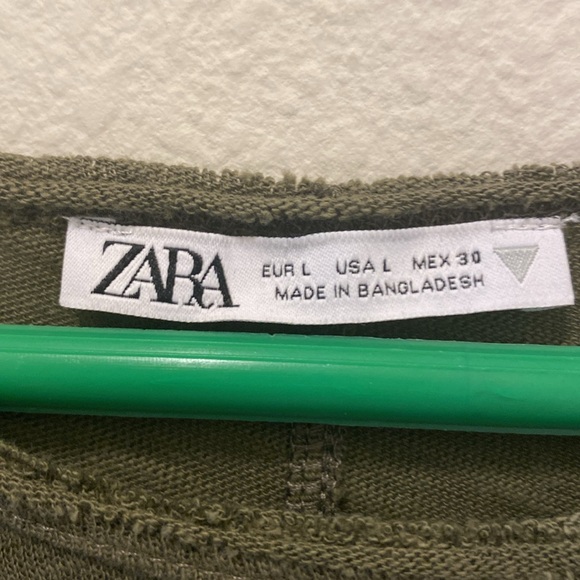 ZARA
EUR L USA L MEX 30
MADE IN BANGLADESH